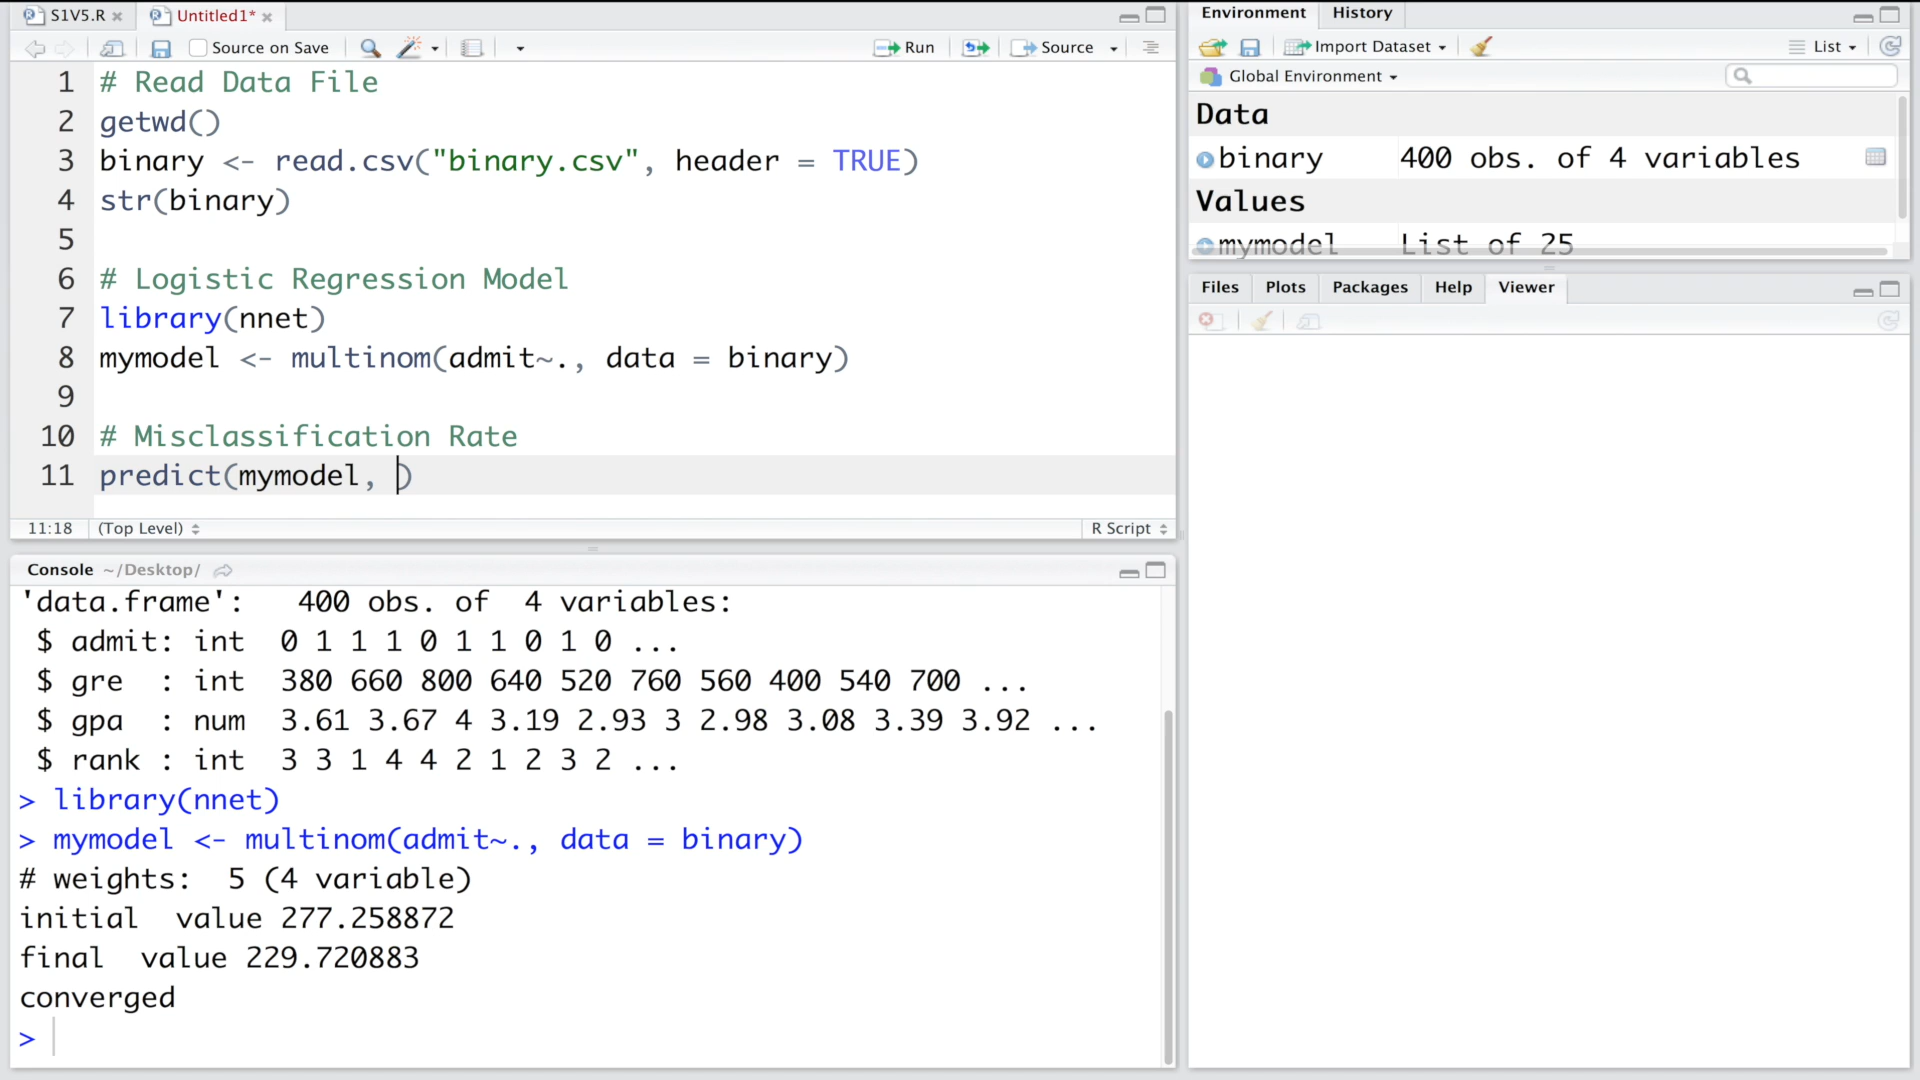 S1V5.R
Untitled1*
Source on Save
Run
Source
1 # Read Data File
2 getwd()
3 binary <- read.csv("binary.csv", header = TRUE)
4 str(binary)
5
6 # Logistic Regression Model
7 library(nnet)
8 mymodel <- multinom(admit~., data = binary)
9
10 # Misclassification Rate
11 predict(mymodel, )
11:18 (Top Level) R Script
Console ~/Desktop/
'data.frame': 400 obs. of 4 variables:
$ admit: int 0 1 1 1 0 1 1 0 1 0 ...
$ gre : int 380 660 800 640 520 760 560 400 540 700 ...
$ gpa : num 3.61 3.67 4 3.19 2.93 3 2.98 3.08 3.39 3.92 ...
$ rank : int 3 3 1 4 4 2 1 2 3 2 ...
> library(nnet)
> mymodel <- multinom(admit~., data = binary)
# weights: 5 (4 variable)
initial value 277.258872
final value 229.720883
converged
>
Environment History
Import Dataset List
Global Environment
Data
binary 400 obs. of 4 variables
Values
mymodel List of 25
Files Plots Packages Help Viewer